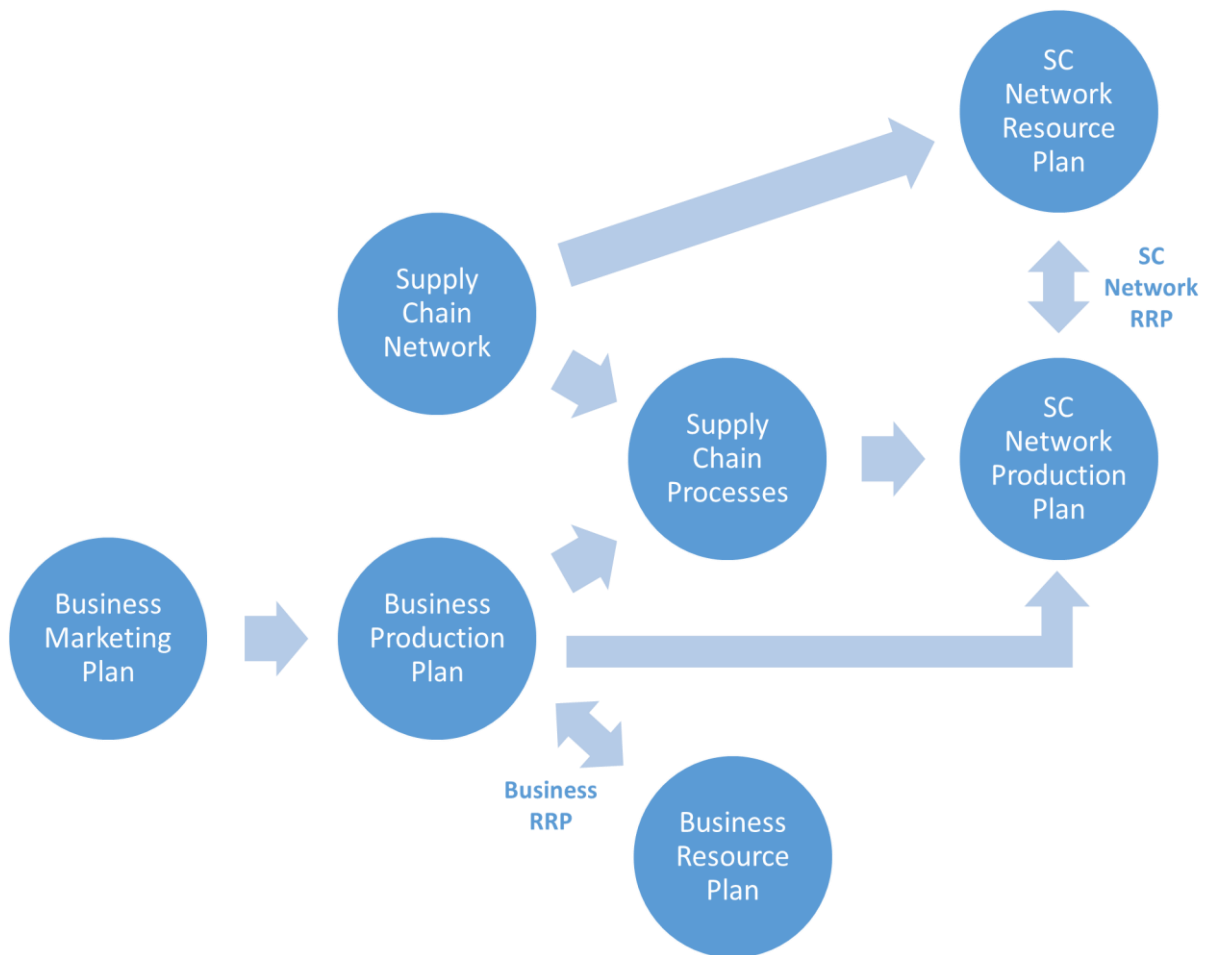 SC
Network
Resource
Plan
Supply
Chain
Network
SC
Network
RRP
Supply
Chain
Processes
SC
Network
Production
Plan
Business
Marketing
Plan
Business
Production
Plan
Business
RRP
Business
Resource
Plan